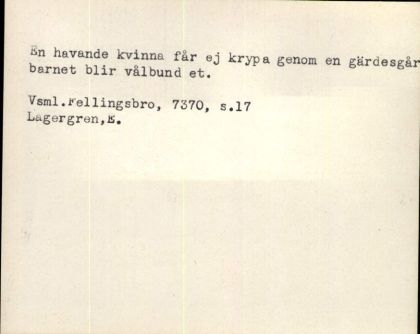 En havande kvinna får ej krypa genom en gärdesgår
barnet blir vålbund et.
Vsml.Fellingsbro, 7370, s.17
Lagergren,E.